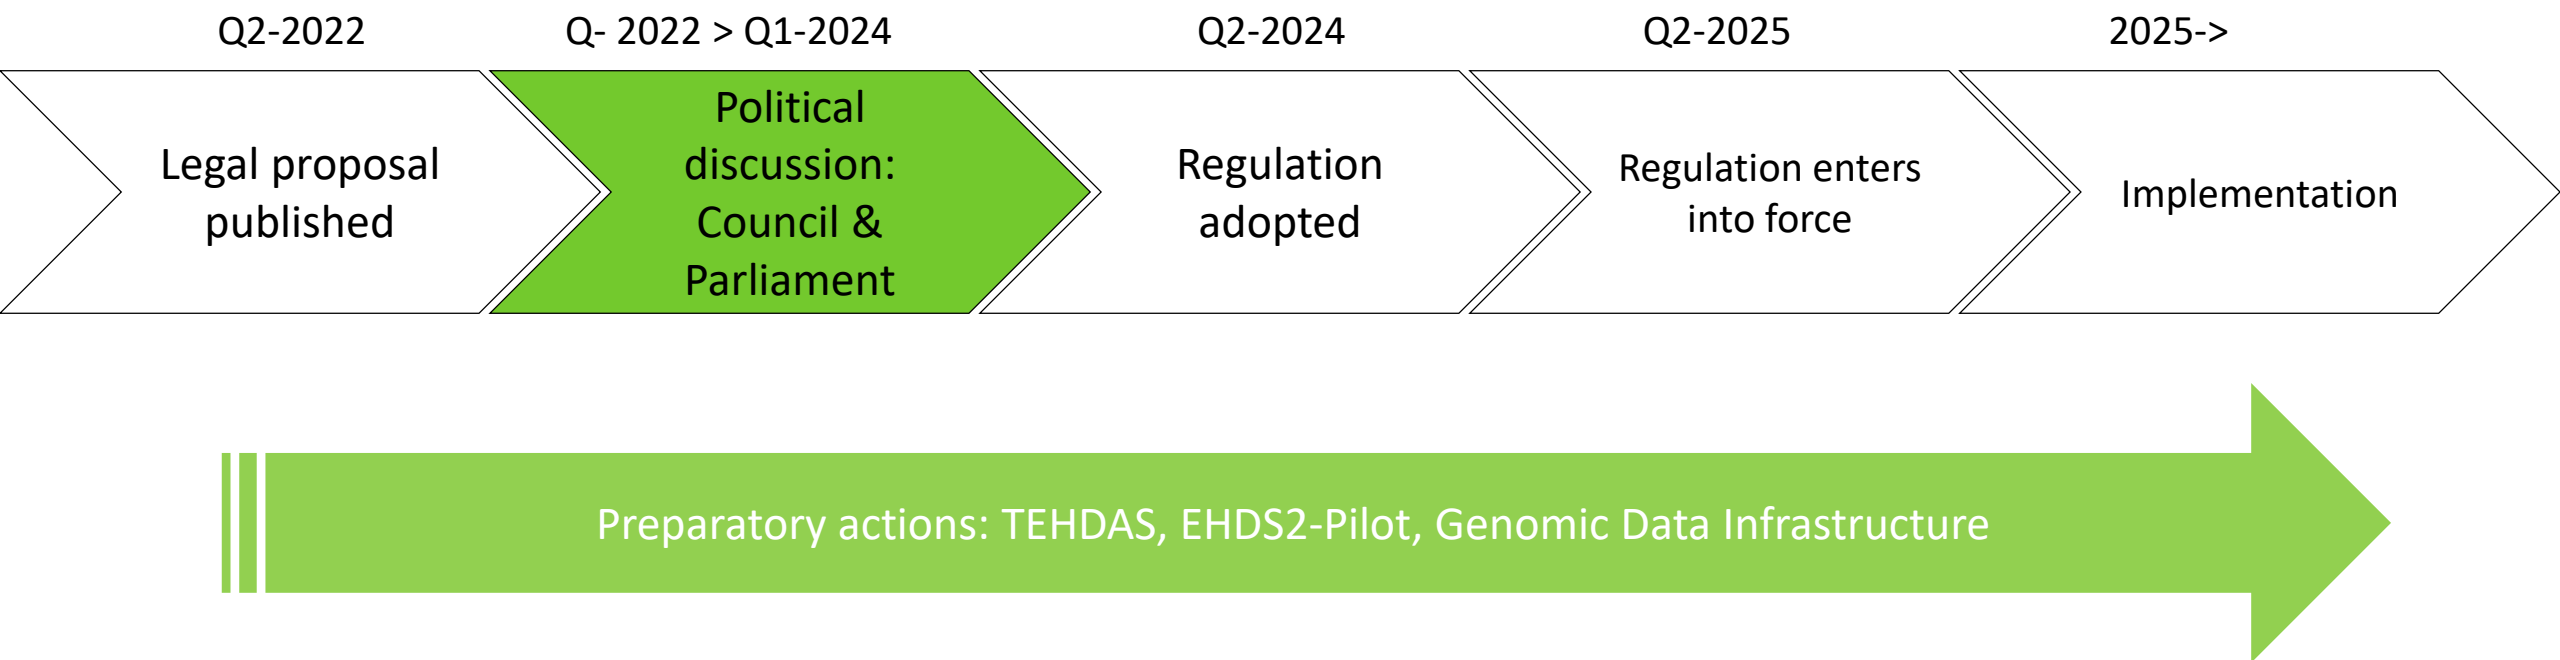 Q2-2022
Q- 2022 > Q1-2024
Q2-2024
Q2-2025
2025->
Legal proposal
published
Political
discussion:
Council &
Parliament
Regulation
adopted
Regulation enters
into force
Implementation
Preparatory actions: TEHDAS, EHDS2-Pilot, Genomic Data Infrastructure